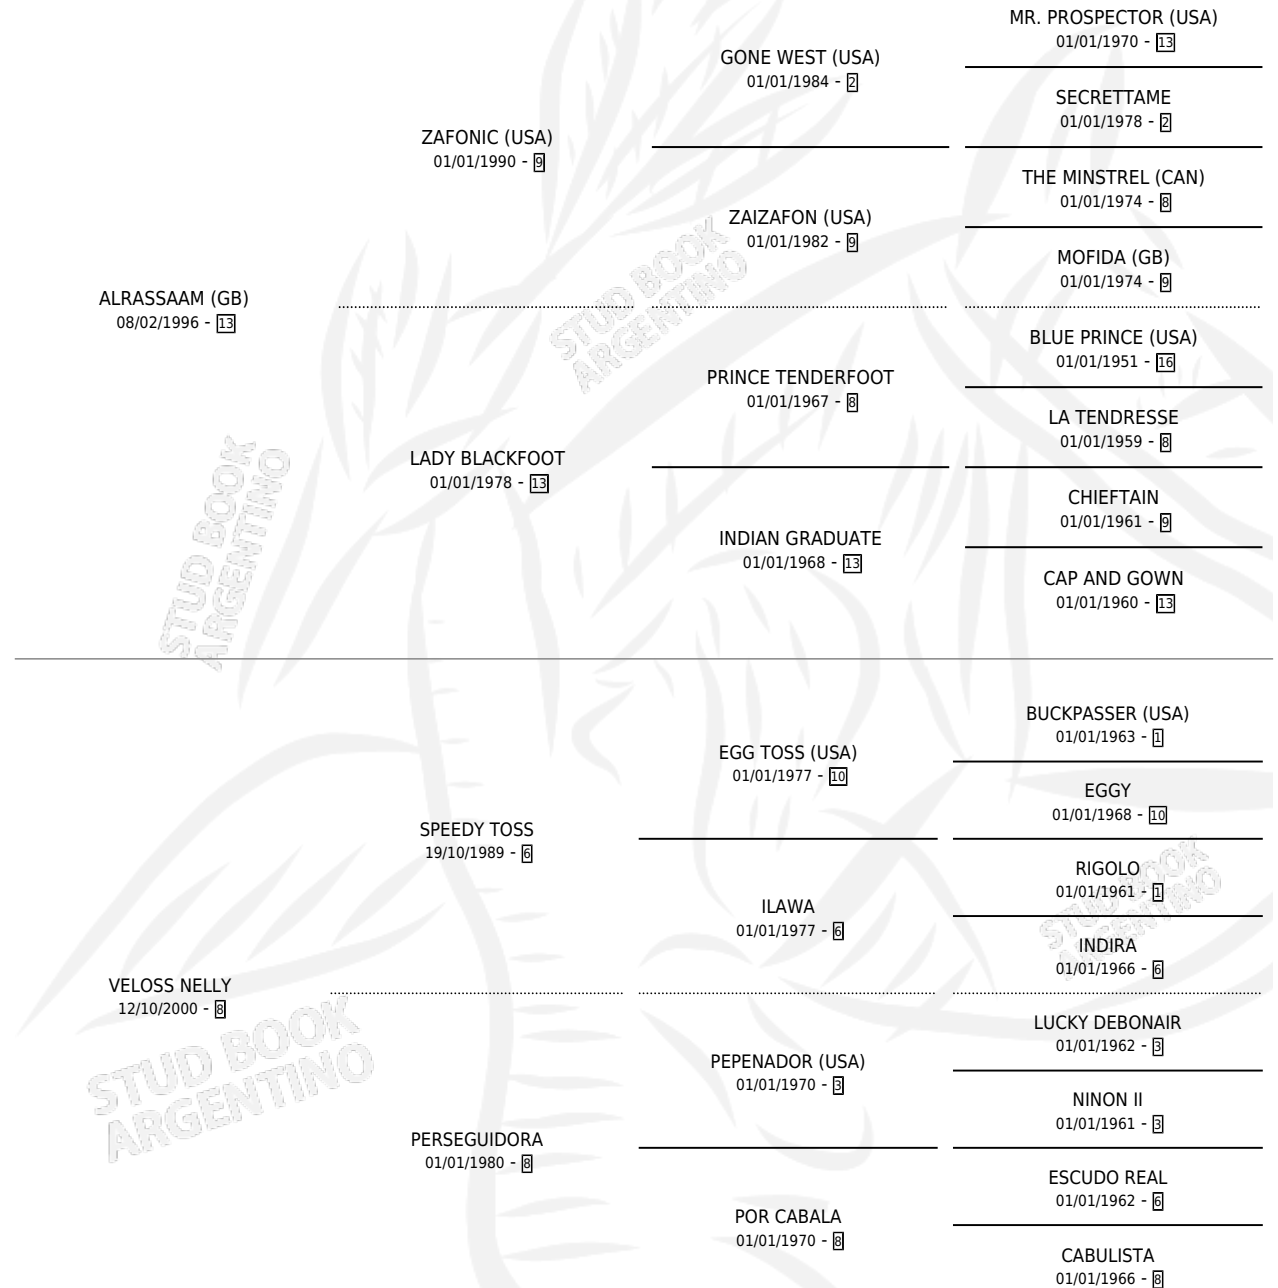 MR. PROSPECTOR (USA)
01/01/1970 - 13
GONE WEST (USA)
01/01/1984 - 2
SECRETTAME
01/01/1978 - 2
ZAFONIC (USA)
01/01/1990 - 9
THE MINSTREL (CAN)
01/01/1974 - 8
ZAIZAFON (USA)
01/01/1982 - 9
MOFIDA (GB)
01/01/1974 - 9
ALRASSAAM (GB)
08/02/1996 - 13
BLUE PRINCE (USA)
01/01/1951 - 16
PRINCE TENDERFOOT
01/01/1967 - 8
LA TENDRESSE
01/01/1959 - 8
LADY BLACKFOOT
01/01/1978 - 13
CHIEFTAIN
01/01/1961 - 9
INDIAN GRADUATE
01/01/1968 - 13
CAP AND GOWN
01/01/1960 - 13
BUCKPASSER (USA)
01/01/1963 - 1
EGG TOSS (USA)
01/01/1977 - 10
EGGY
01/01/1968 - 10
SPEEDY TOSS
19/10/1989 - 6
RIGOLO
01/01/1961 - 1
ILAWA
01/01/1977 - 6
INDIRA
01/01/1966 - 6
VELOSS NELLY
12/10/2000 - 8
LUCKY DEBONAIR
01/01/1962 - 3
PEPENADOR (USA)
01/01/1970 - 3
NINON II
01/01/1961 - 3
PERSEGUIDORA
01/01/1980 - 8
ESCUDO REAL
01/01/1962 - 6
POR CABALA
01/01/1970 - 8
CABULISTA
01/01/1966 - 8
STUD BOOK
ARGENTINO
STUD BOOK
ARGENTINO
STUD BOOK
ARGENTINO
STUD BOOK
ARGENTINO